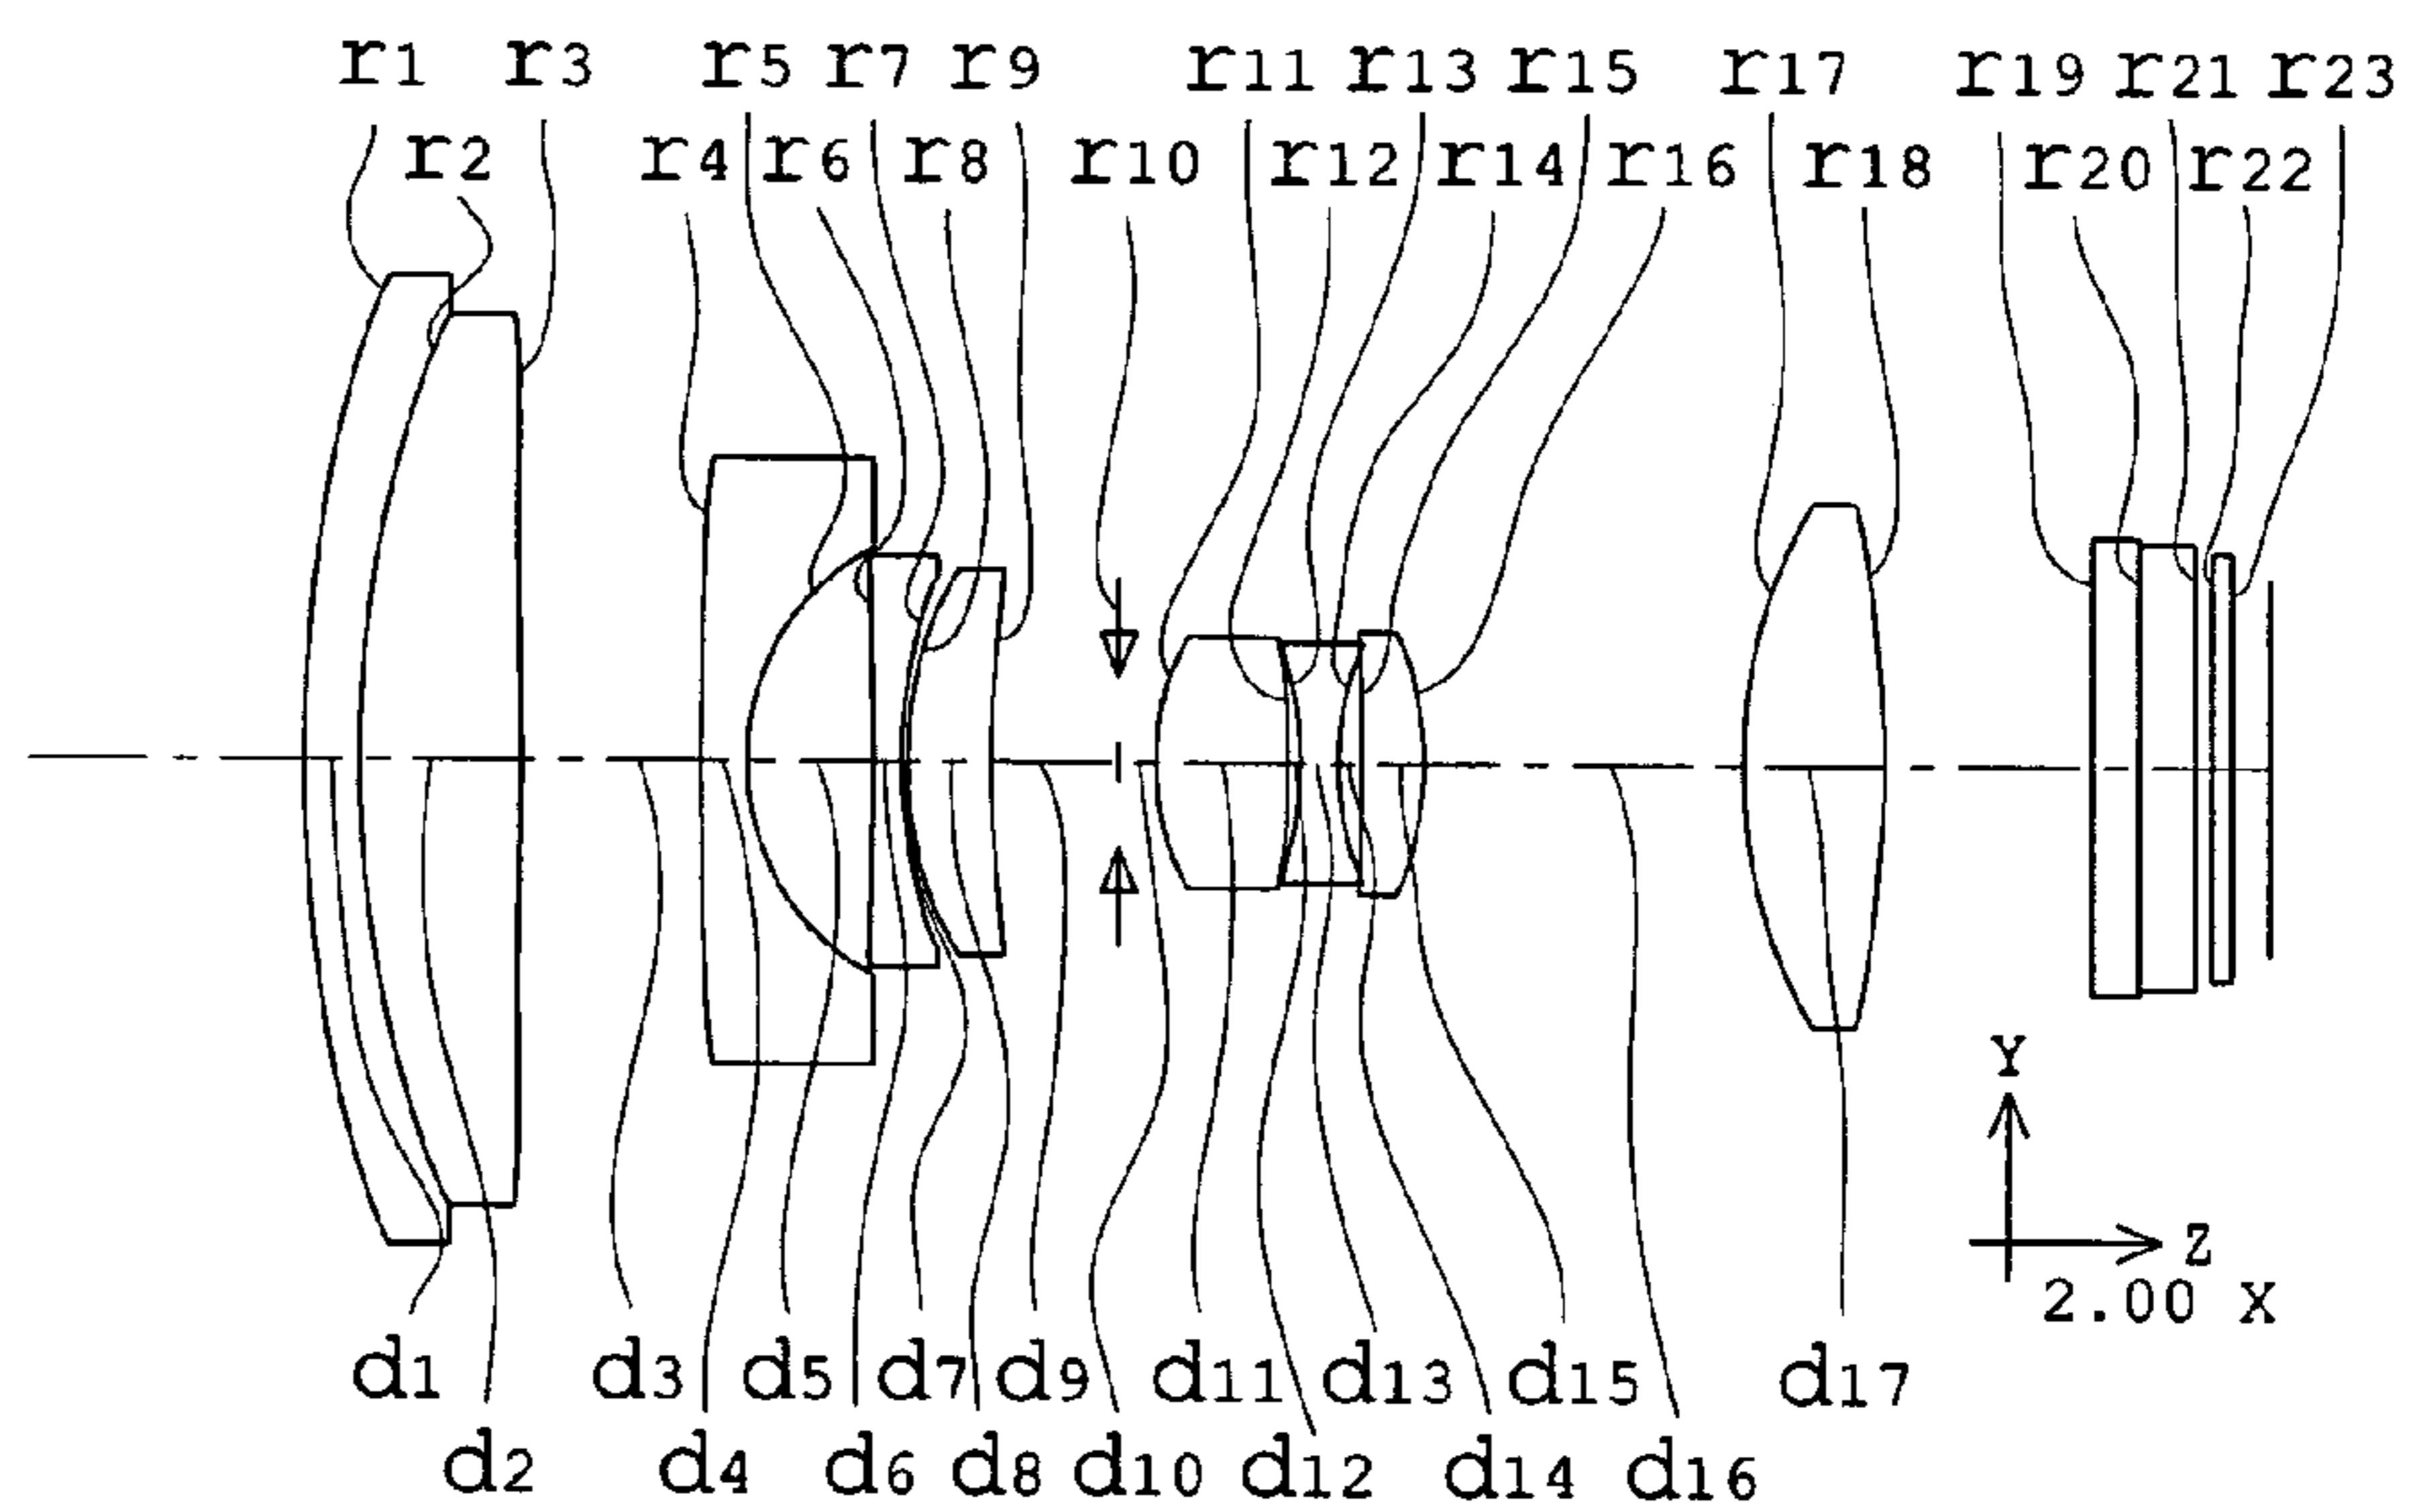 r1 r3 r5 r7 r9 r11 r13 r15 r17 r19 r21 r23
r2 r4 r6 r8 r10 r12 r14 r16 r18 r20 r22
Y
Z
2.00 X
d1 d3 d5 d7 d9 d11 d13 d15 d17
d2 d4 d6 d8 d10 d12 d14 d16